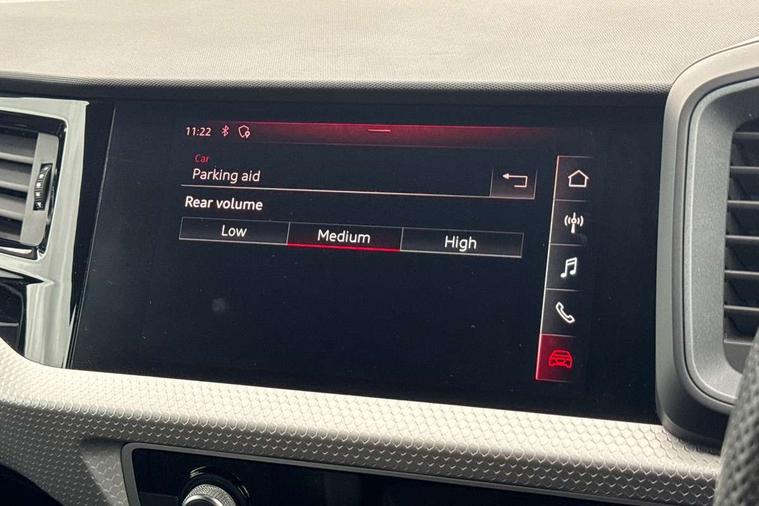 11:22
Car
Parking aid
Rear volume
Low Medium High